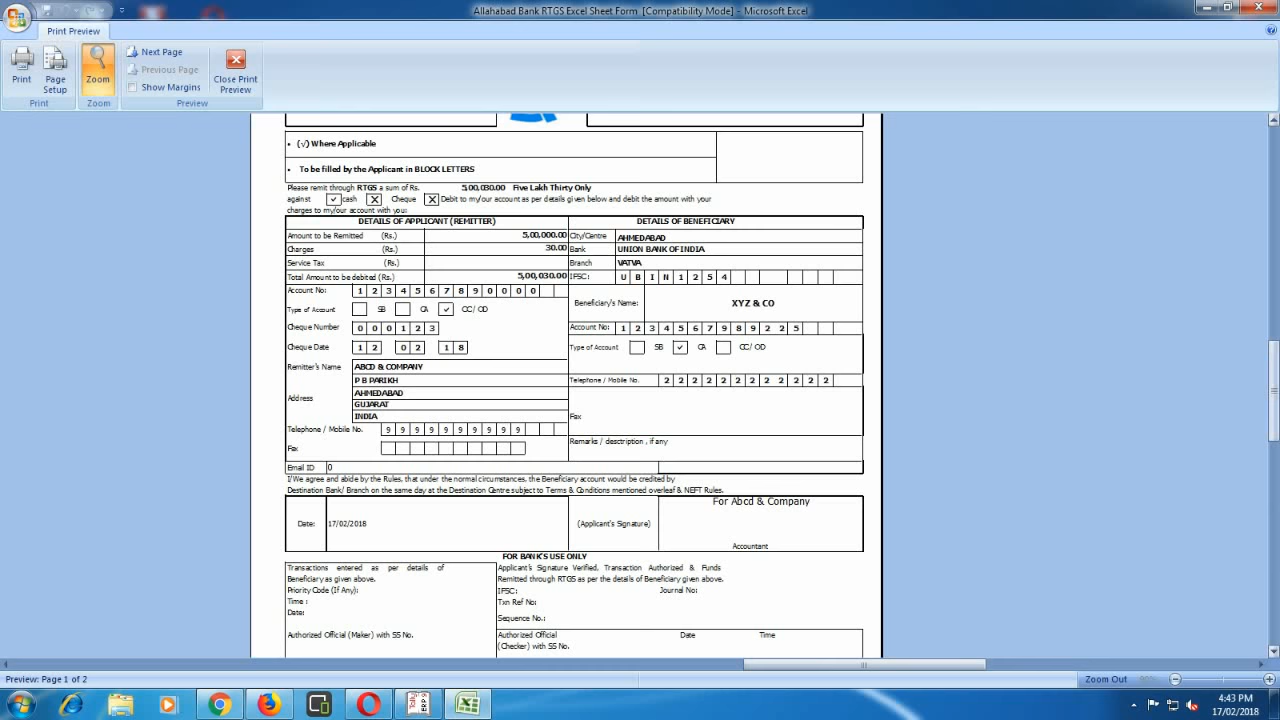 Allahabad Bank RTGS Excel Sheet Form  [Compatibility Mode] - Microsoft Excel
Print Preview
Print
Page Setup
Zoom
Next Page
Previous Page
Show Margins
Close Print Preview
Print
Zoom
Preview
• (√) Where Applicable
• To be filled by the Applicant in BLOCK LETTERS
Please remit through RTGS a sum of Rs. 5,00,030.00 Five Lakh Thirty Only
against ✓ cash X Cheque X Debit to my/our account as per details given below and debit the amount with your
charges to my/our account with you:
DETAILS OF APPLICANT (REMITTER) DETAILS OF BENEFICIARY
Amount to be Remitted (Rs.) 5,00,000.00 City/Centre AHMEDABAD
Charges (Rs.) 30.00 Bank UNION BANK OF INDIA
Service Tax (Rs.) Branch VATVA
Total Amount to be debited (Rs.) 5,00,030.00 IFSC: U B I N 1 2 5 4
Account No: 1 2 3 4 5 6 7 8 9 0 0 0 0
Beneficiary's Name: XYZ & CO
Type of Account SB CA ✓ CC/ OD
Cheque Number 0 0 0 1 2 3 Account No: 1 2 3 4 5 6 7 9 8 9 2 2 5
Cheque Date 1 2 0 2 1 8 Type of Account SB ✓ CA CC/ OD
Remitter's Name ABCD & COMPANY
P B PARIKH Telephone / Mobile No. 2 2 2 2 2 2 2 2 2 2 2 2
Address AHMEDABAD
GUJARAT
INDIA Fax
Telephone / Mobile No. 9 9 9 9 9 9 9 9 9 9
Remarks / desctription , if any
Fax
Email ID 0
I/We agree and abide by the Rules, that under the normal circumstances, the Beneficiary account would be credited by
Destination Bank/ Branch on the same day at the Destination Centre subject to Terms & Conditions mentioned overleaf & NEFT Rules.
For Abcd & Company
Date: 17/02/2018 (Applicant's Signature)
Accountant
FOR BANK'S USE ONLY
Transactions entered as per details of Applicant's Signature Verified, Transaction Authorized & Funds
Beneficiary as given above. Remitted through RTGS as per the details of Beneficiary given above.
Priority Code (If Any): IFSC: Journal No:
Time : Txn Ref No:
Date:
Sequence No.:
Authorized Official (Maker) with SS No. Authorized Official Date Time
(Checker) with SS No.
Preview: Page 1 of 2
Zoom Out
4:43 PM
17/02/2018